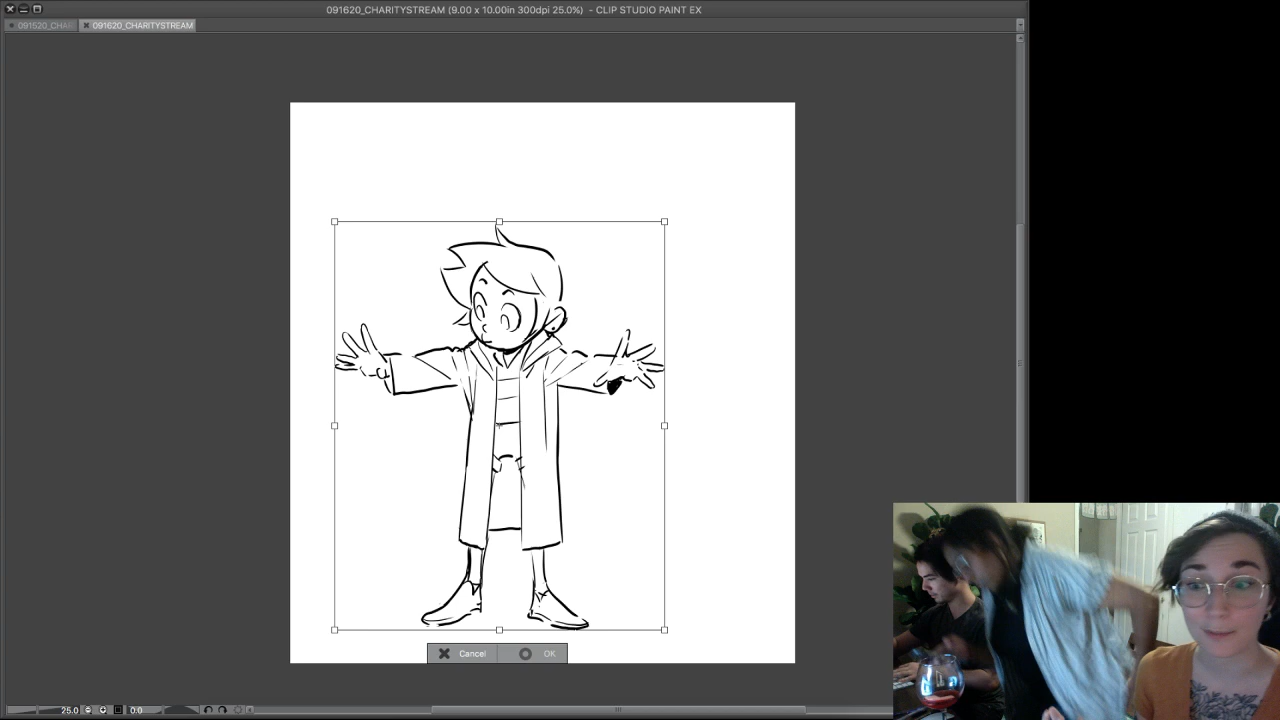 091620_CHARITYSTREAM (9.00 x 10.00in 300dpi 25.0%) - CLIP STUDIO PAINT EX
091520_CHAR
091620_CHARITYSTREAM
Cancel
OK
25.0
0.0